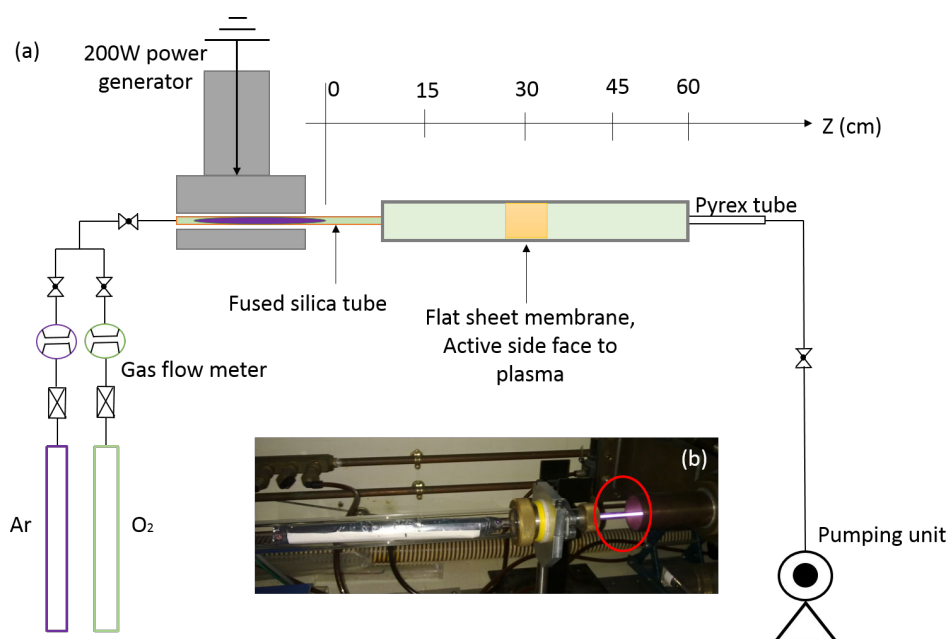 (a)
200W power
generator
0
15
30
45
60
Z (cm)
Pyrex tube
Fused silica tube
Flat sheet membrane,
Active side face to
plasma
Gas flow meter
(b)
Ar
O₂
Pumping unit